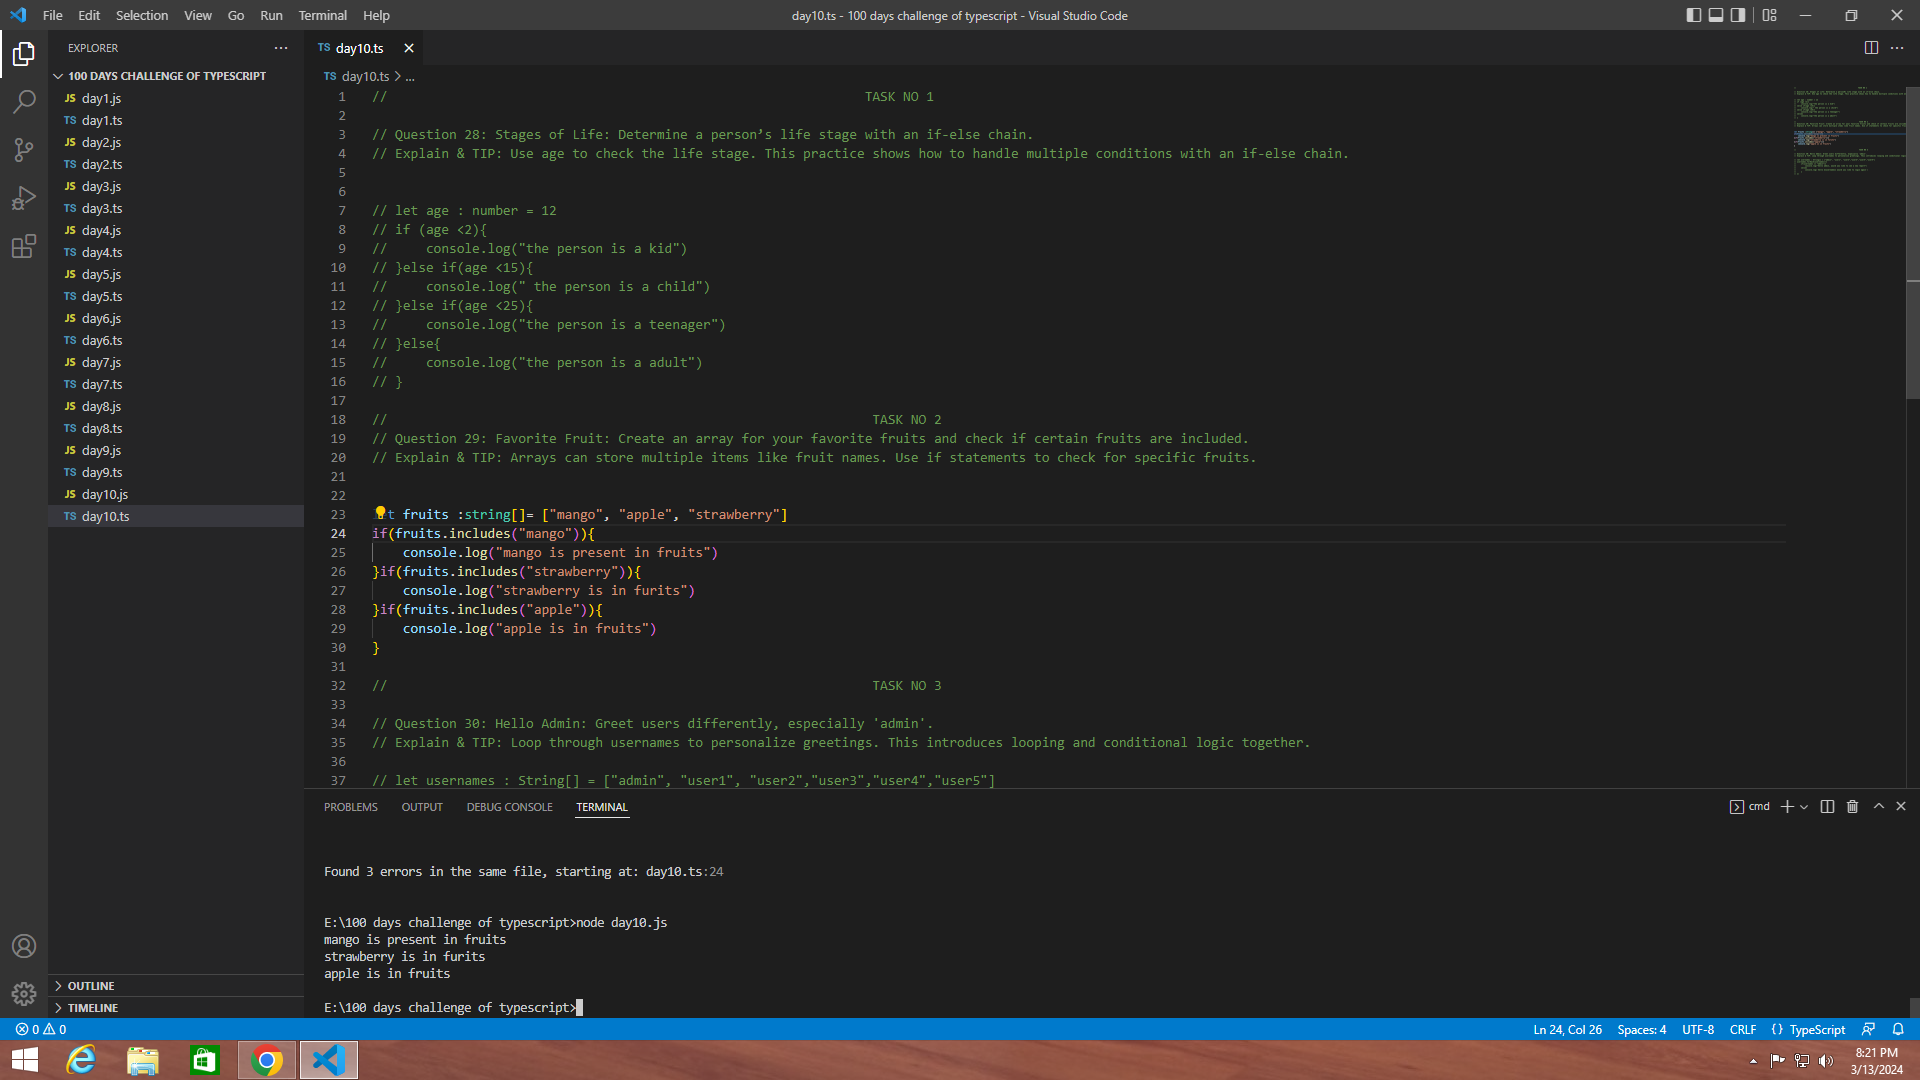 File Edit Selection View Go Run Terminal Help
day10.ts - 100 days challenge of typescript - Visual Studio Code
EXPLORER
100 DAYS CHALLENGE OF TYPESCRIPT
JS day1.js
TS day1.ts
JS day2.js
TS day2.ts
JS day3.js
TS day3.ts
JS day4.js
TS day4.ts
JS day5.js
TS day5.ts
JS day6.js
TS day6.ts
JS day7.js
TS day7.ts
JS day8.js
TS day8.ts
JS day9.js
TS day9.ts
JS day10.js
TS day10.ts
OUTLINE
TIMELINE
TS day10.ts
TS day10.ts > ...
1 // TASK NO 1
2
3 // Question 28: Stages of Life: Determine a person’s life stage with an if-else chain.
4 // Explain & TIP: Use age to check the life stage. This practice shows how to handle multiple conditions with an if-else chain.
5
6
7 // let age : number = 12
8 // if (age <2){
9 //     console.log("the person is a kid")
10 // }else if(age <15){
11 //     console.log(" the person is a child")
12 // }else if(age <25){
13 //     console.log("the person is a teenager")
14 // }else{
15 //     console.log("the person is a adult")
16 // }
17
18 // TASK NO 2
19 // Question 29: Favorite Fruit: Create an array for your favorite fruits and check if certain fruits are included.
20 // Explain & TIP: Arrays can store multiple items like fruit names. Use if statements to check for specific fruits.
21
22
23 t fruits :string[]= ["mango", "apple", "strawberry"]
24 if(fruits.includes("mango")){
25     console.log("mango is present in fruits")
26 }if(fruits.includes("strawberry")){
27     console.log("strawberry is in furits")
28 }if(fruits.includes("apple")){
29     console.log("apple is in fruits")
30 }
31
32 // TASK NO 3
33
34 // Question 30: Hello Admin: Greet users differently, especially 'admin'.
35 // Explain & TIP: Loop through usernames to personalize greetings. This introduces looping and conditional logic together.
36
37 // let usernames : String[] = ["admin", "user1", "user2","user3","user4","user5"]
PROBLEMS OUTPUT DEBUG CONSOLE TERMINAL
cmd
Found 3 errors in the same file, starting at: day10.ts:24
E:\100 days challenge of typescript>node day10.js
mango is present in fruits
strawberry is in furits
apple is in fruits
E:\100 days challenge of typescript>
0 0
Ln 24, Col 26 Spaces: 4 UTF-8 CRLF {} TypeScript
8:21 PM
3/13/2024